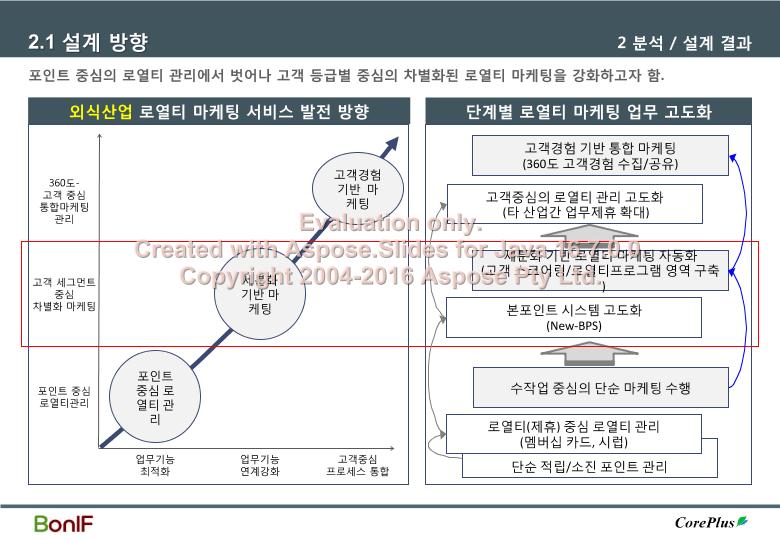 2.1 설계 방향
2 분석 / 설계 결과
포인트 중심의 로열티 관리에서 벗어나 고객 등급별 중심의 차별화된 로열티 마케팅을 강화하고자 함.
외식산업 로열티 마케팅 서비스 발전 방향
360도-
고객 중심
통합마케팅
관리
고객 세그먼트
중심
차별화 마케팅
포인트 중심
로열티관리
고객경험
기반 마
케팅
세분화
기반 마
케팅
포인트
중심 로
열티 관
리
업무기능
최적화
업무기능
연계강화
고객중심
프로세스 통합
단계별 로열티 마케팅 업무 고도화
고객경험 기반 통합 마케팅
(360도 고객경험 수집/공유)
고객중심의 로열티 관리 고도화
(타 산업간 업무제휴 확대)
세분화 기반 로열티 마케팅 자동화
(고객 스코어링/로열티프로그램 영역 구축
)
본포인트 시스템 고도화
(New-BPS)
수작업 중심의 단순 마케팅 수행
로열티(제휴) 중심 로열티 관리
(멤버십 카드, 시럽)
단순 적립/소진 포인트 관리
Evaluation only.
Created with Aspose.Slides for Java 16.7.0.0.
Copyright 2004-2016 Aspose Pty Ltd.
BonIF
CorePlus